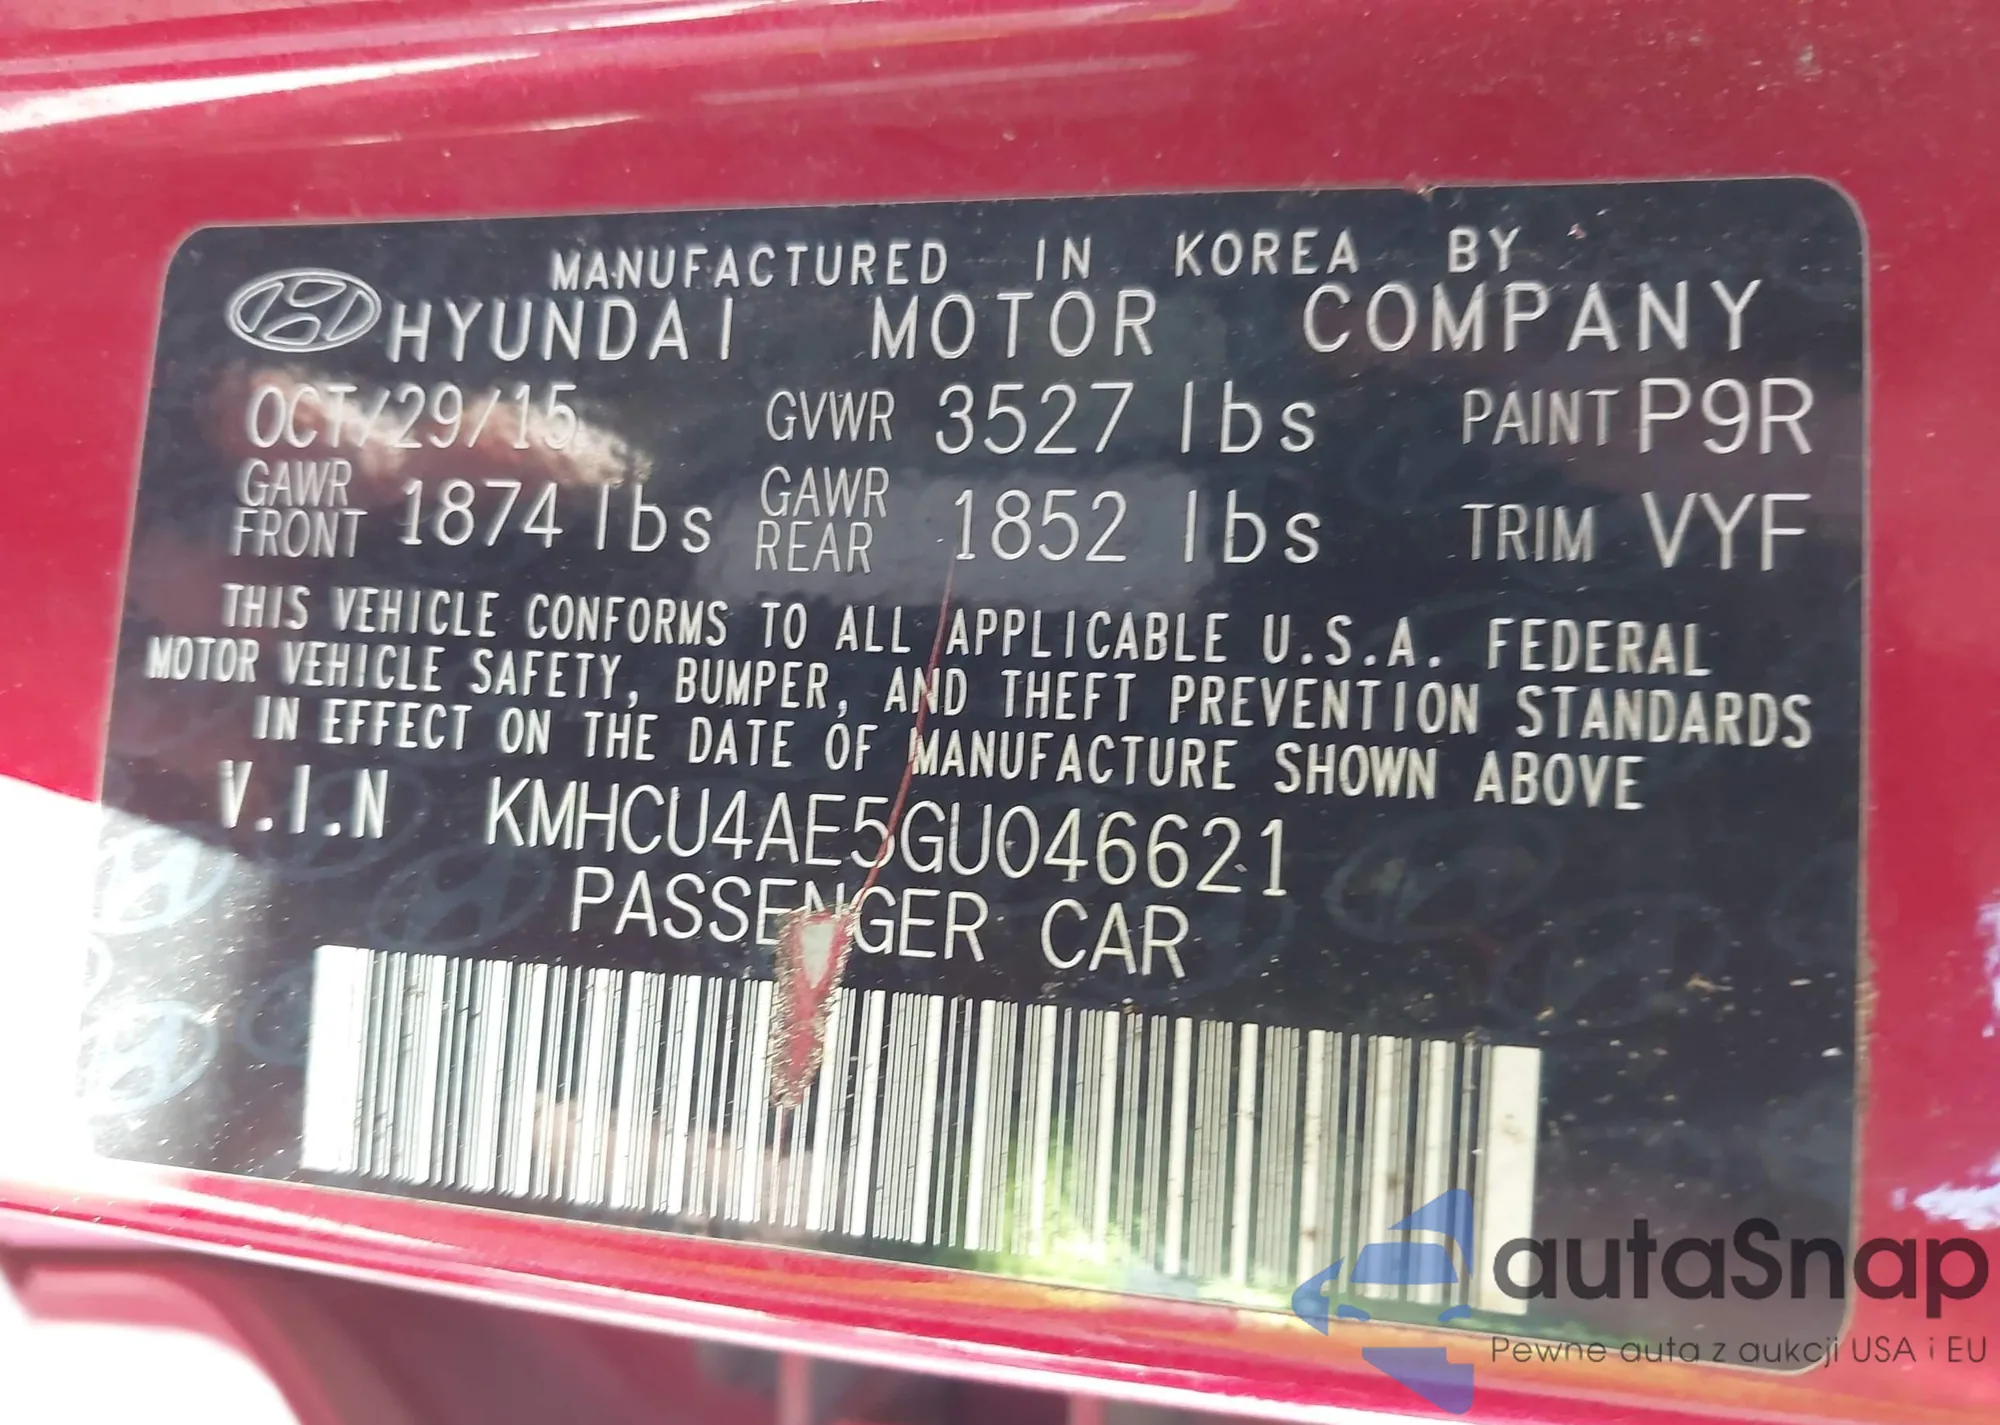 MANUFACTURED IN KOREA BY
HYUNDAI MOTOR COMPANY
OCT/29/15 GVWR 3527 lbs PAINT P9R
GAWR FRONT 1874 lbs GAWR REAR 1852 lbs TRIM VYF
THIS VEHICLE CONFORMS TO ALL APPLICABLE U.S.A. FEDERAL
MOTOR VEHICLE SAFETY, BUMPER, AND THEFT PREVENTION STANDARDS
IN EFFECT ON THE DATE OF MANUFACTURE SHOWN ABOVE
V.I.N KMHCU4AE5GU046621
PASSENGER CAR
autaSnap
Pewne auta z aukcji USA i EU